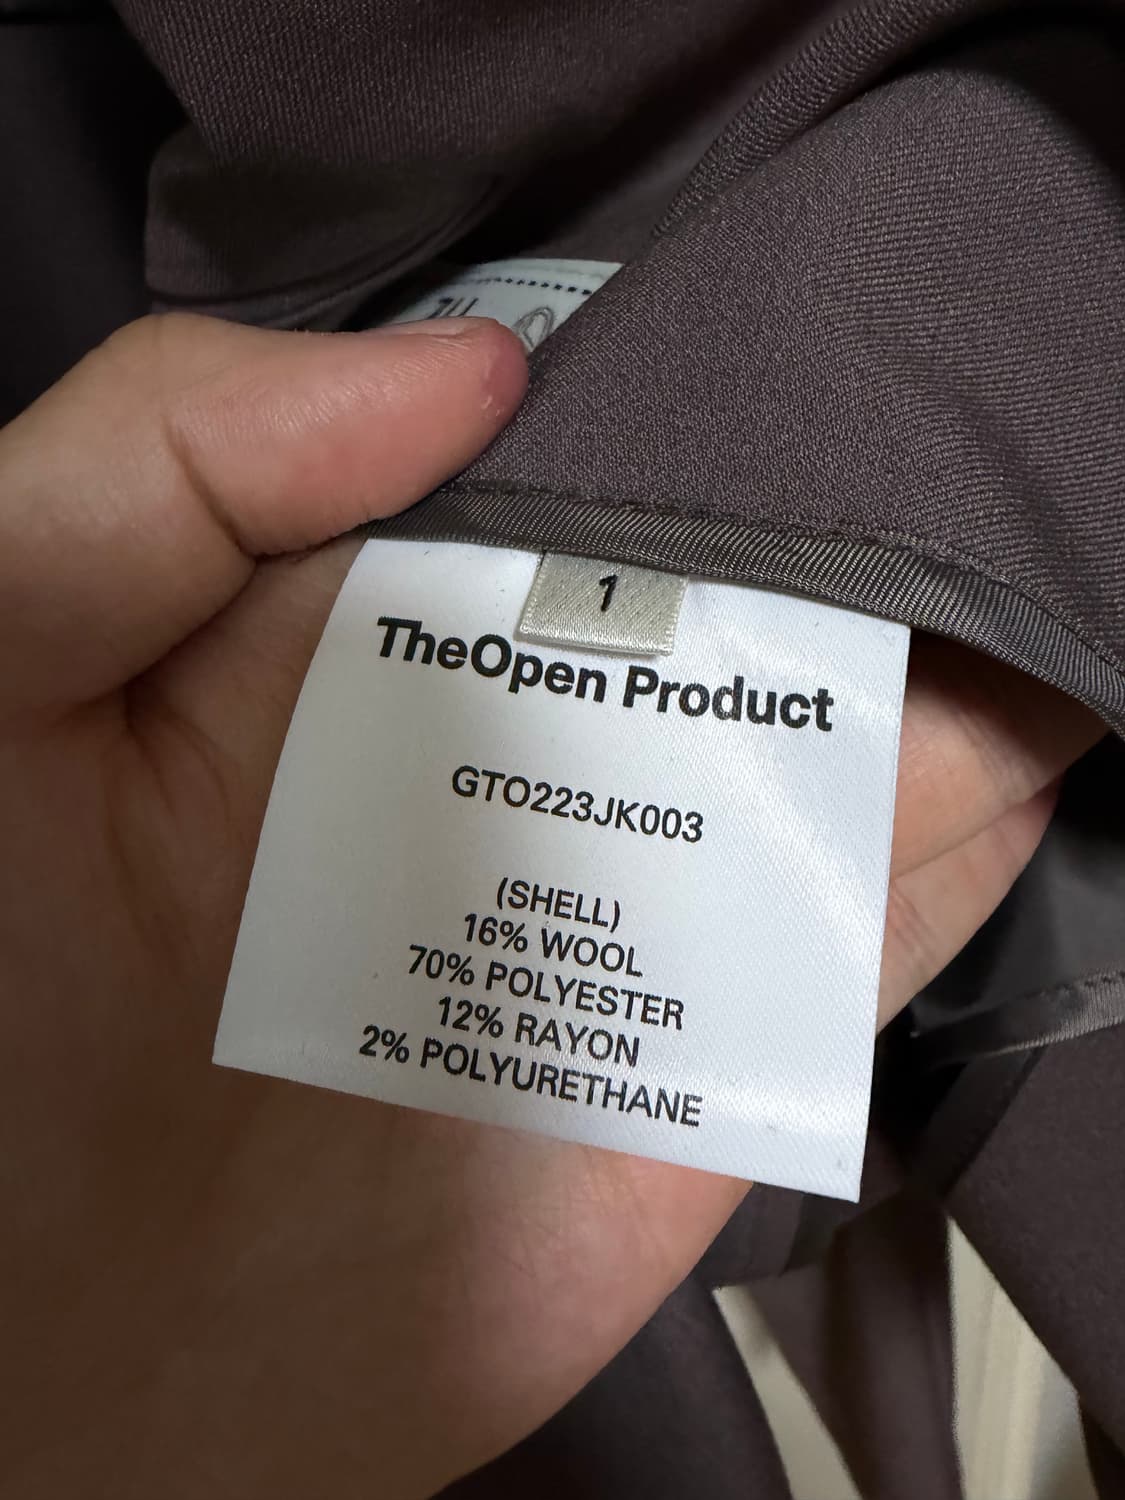 1
TheOpen Product
GTO223JK003
(SHELL)
16% WOOL
70% POLYESTER
12% RAYON
2% POLYURETHANE